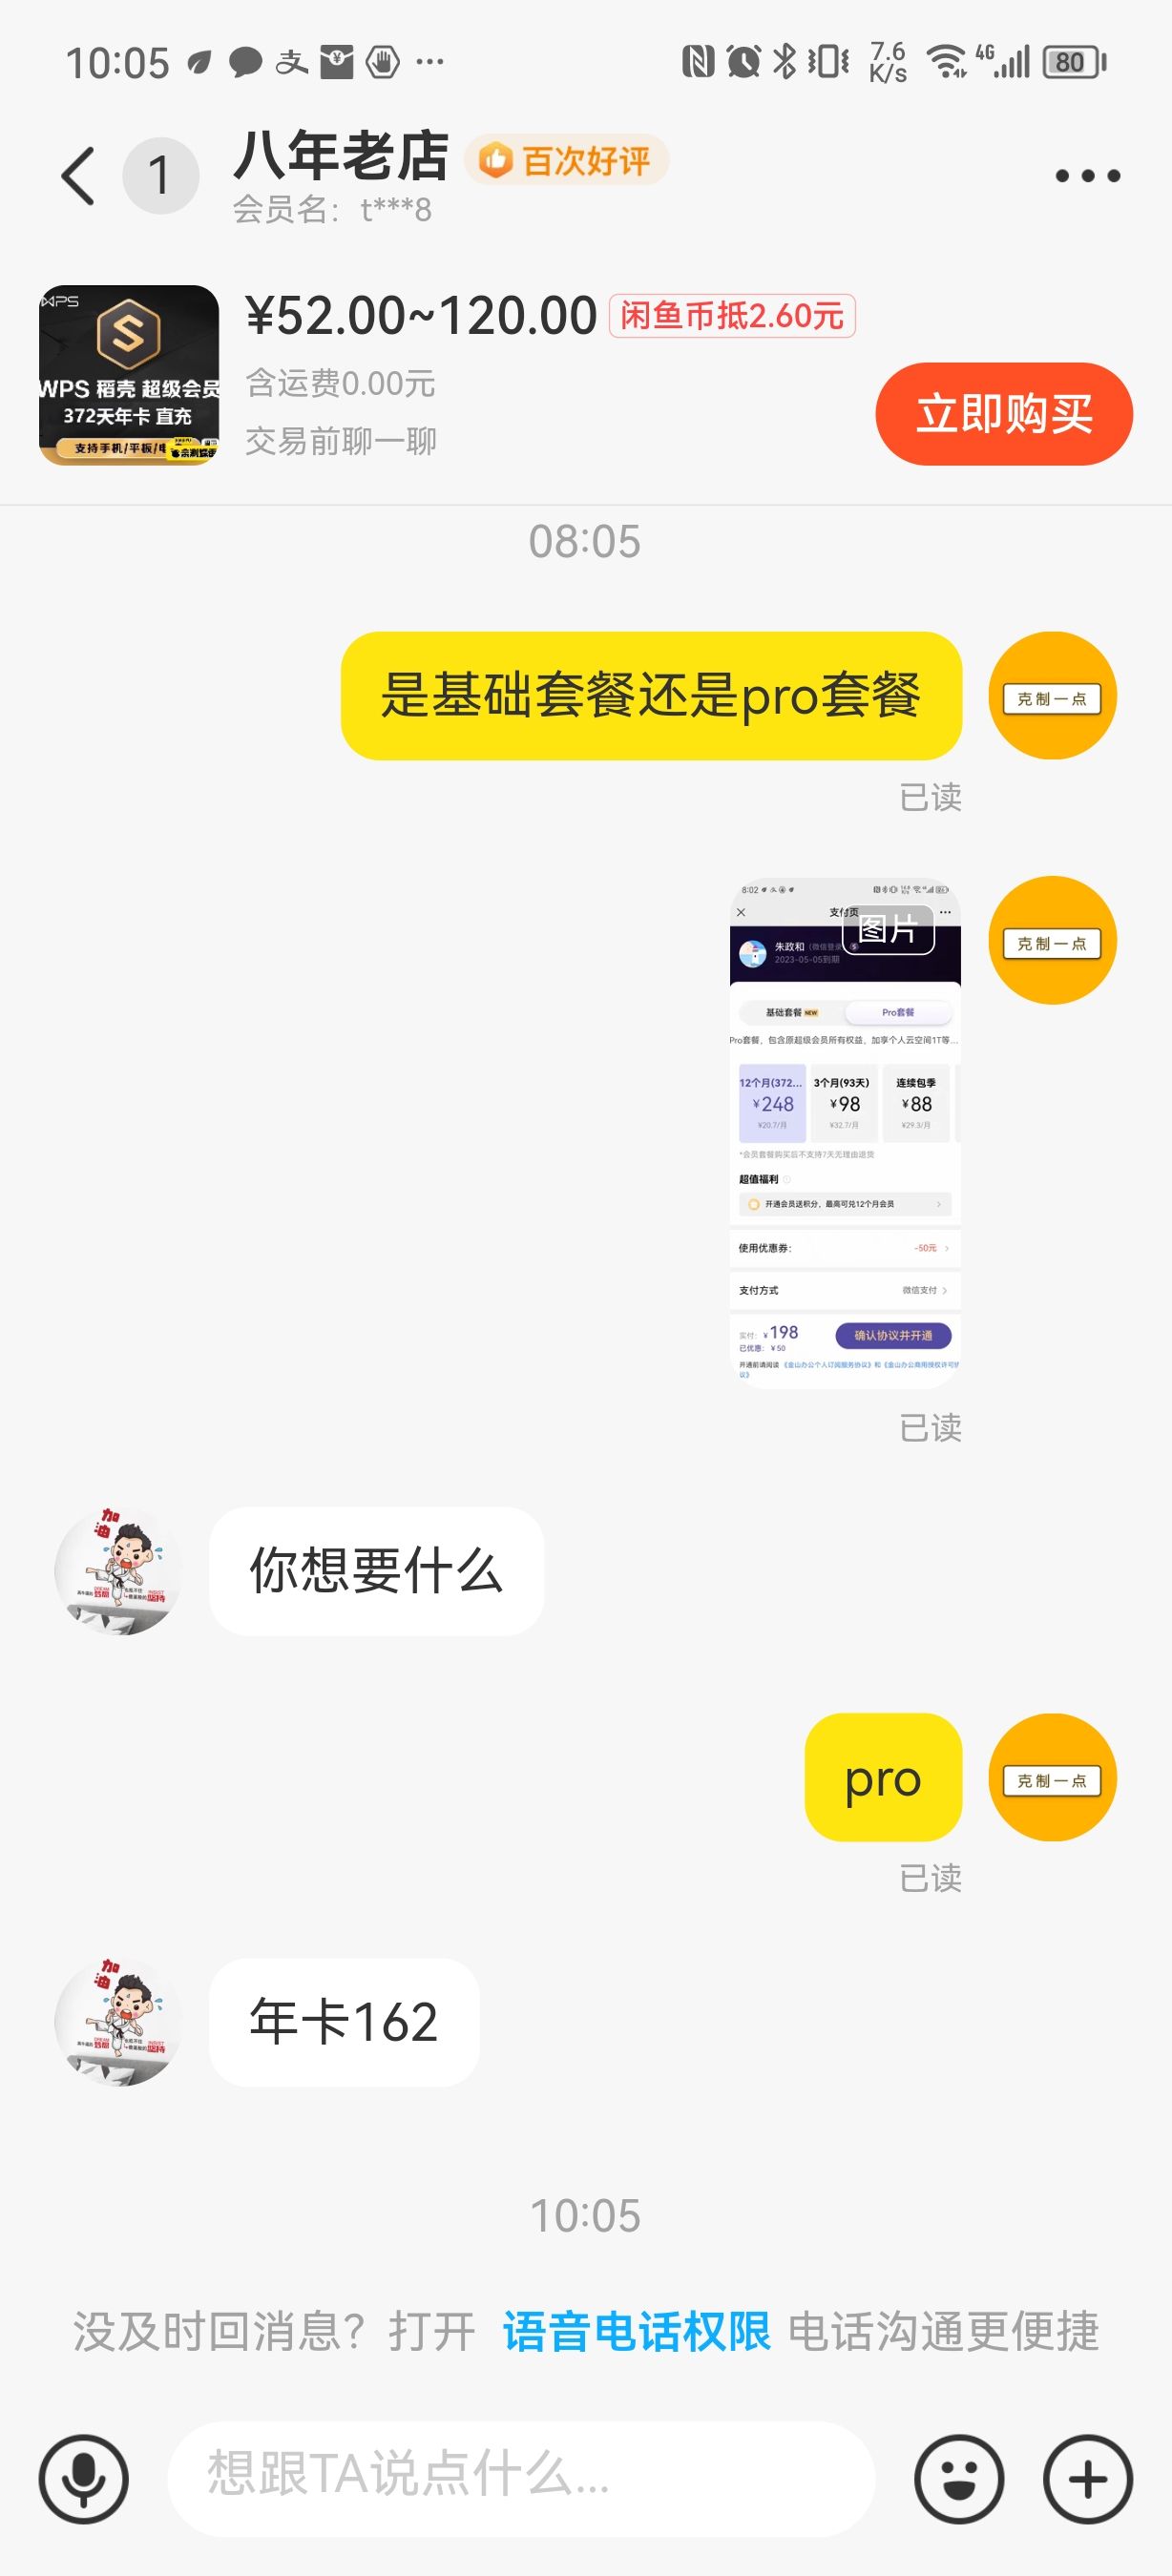 10:05
7.6
K/s
4G
80
1
八年老店
百次好评
会员名：t***8
WPS
WPS 稻壳 超级会员
372天年卡 直充
支持手机/平板/电
¥52.00~120.00
闲鱼币抵2.60元
含运费0.00元
交易前聊一聊
立即购买
08:05
是基础套餐还是pro套餐
克制一点
已读
克制一点
8:02
支付页
图片
朱政和（微信登录）
2023-05-05到期
基础套餐 NEW
Pro套餐
Pro套餐，包含原超级会员所有权益，加享个人云空间1T等...
12个月(372...
¥248
¥20.7/月
3个月(93天)
¥98
¥32.7/月
连续包季
¥88
¥29.3/月
*会员套餐购买后不支持7天无理由退货
超值福利
开通会员送积分，最高可兑12个月会员
使用优惠券：
-50元
支付方式
微信支付
实付：¥198
已优惠：¥50
确认协议并开通
开通前请阅读《金山办公个人订阅服务协议》和《金山办公商用授权许可协
议》
已读
加油
你想要什么
pro
克制一点
已读
加油
年卡162
10:05
没及时回消息？打开 语音电话权限 电话沟通更便捷
想跟TA说点什么...